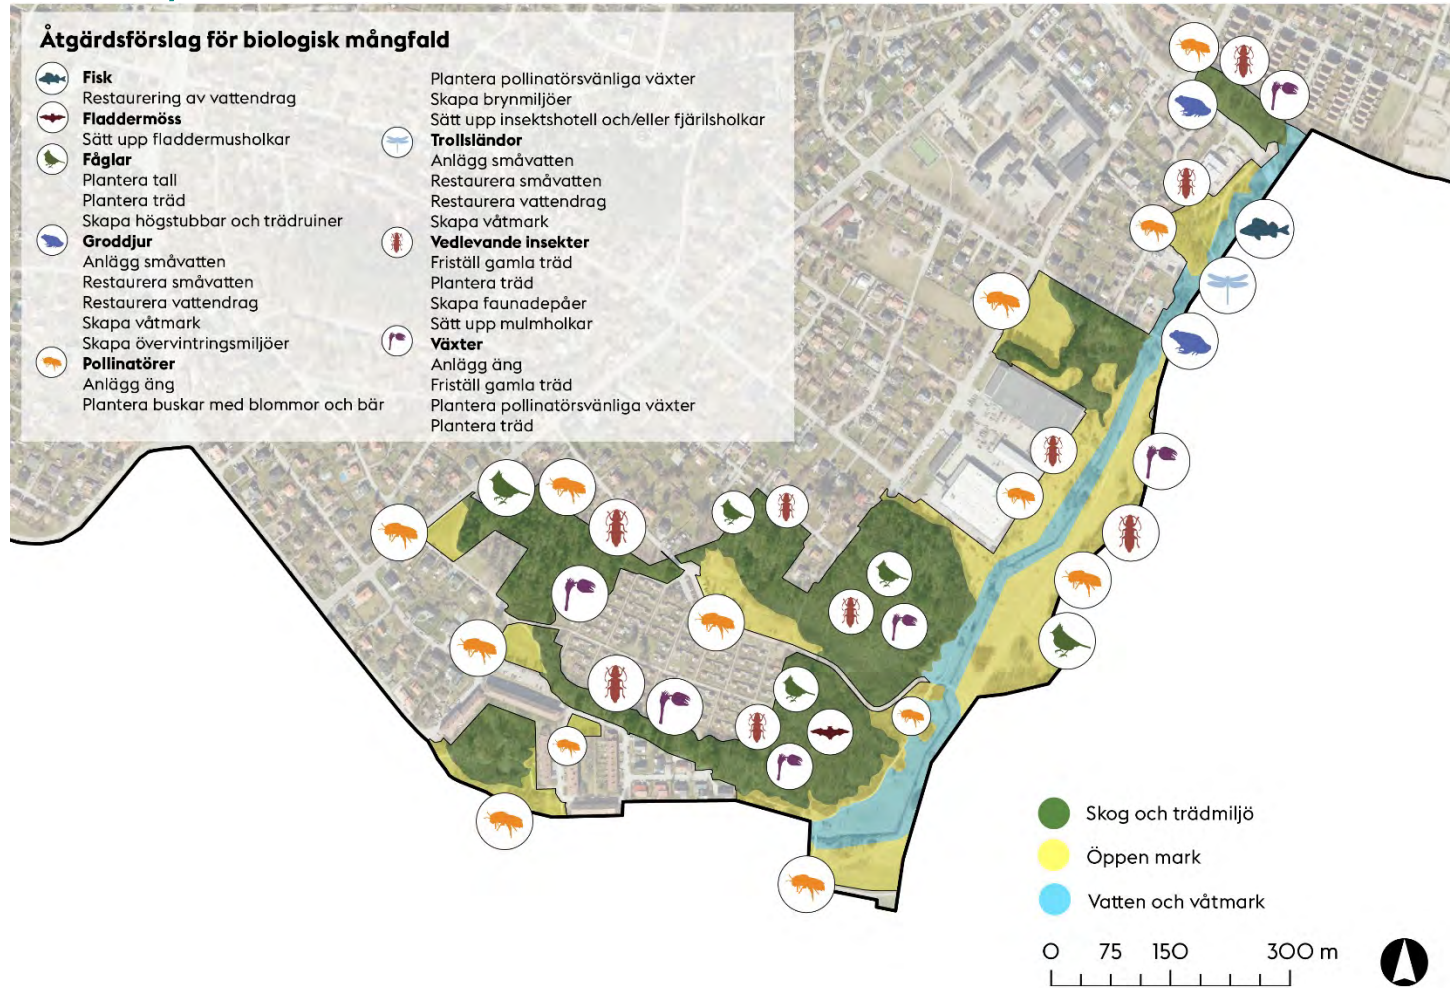 Åtgärdsförslag för biologisk mångfald
Fisk
Restaurering av vattendrag
Fladdermöss
Sätt upp fladdermusholkar
Fåglar
Plantera tall
Plantera träd
Skapa högstubbar och trädruiner
Groddjur
Anlägg småvatten
Restaurera småvatten
Restaurera vattendrag
Skapa våtmark
Skapa övervintringsmiljöer
Pollinatörer
Anlägg äng
Plantera buskar med blommor och bär
Plantera pollinatörsvänliga växter
Skapa brynmiljöer
Sätt upp insektshotell och/eller fjärilsholkar
Trollsländor
Anlägg småvatten
Restaurera småvatten
Restaurera vattendrag
Skapa våtmark
Vedlevande insekter
Friställ gamla träd
Plantera träd
Skapa faunadepåer
Sätt upp mulmholkar
Växter
Anlägg äng
Friställ gamla träd
Plantera pollinatörsvänliga växter
Plantera träd
Skog och trädmiljö
Öppen mark
Vatten och våtmark
0 75 150 300 m